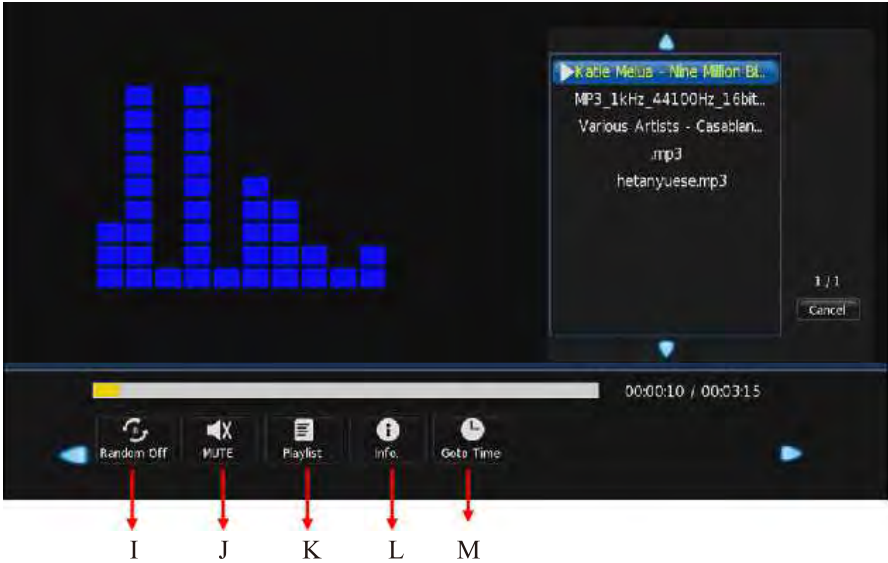 Katie Melua - Nine Million Bl...
MP3_1kHz_44100Hz_16bit...
Various Artists - Casablan...
.mp3
hetanyuese.mp3
1 / 1
Cancel
00:00:10 / 00:03:15
Random Off MUTE Playlist Info. Goto Time
I J K L M